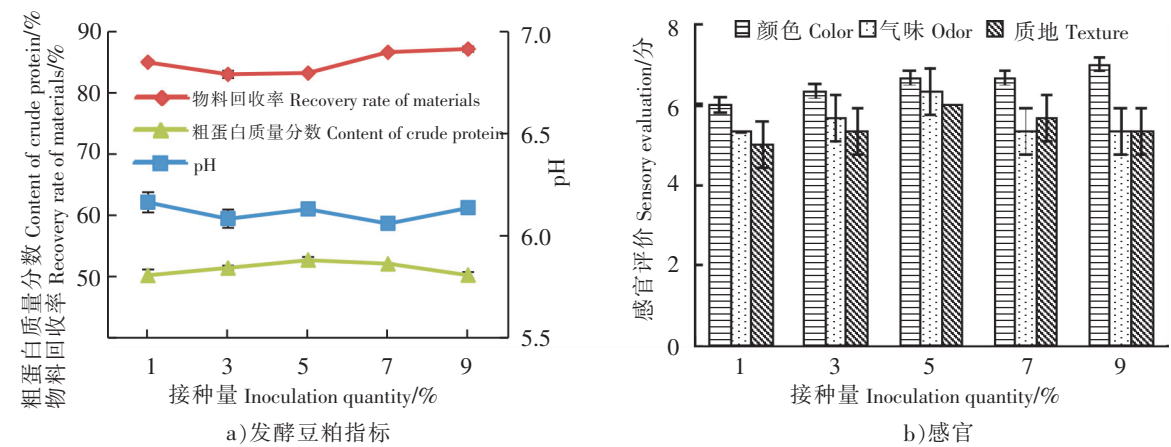 粗蛋白质量分数 Content of crude protein/%
物料回收率 Recovery rate of materials/%
90
80
70
60
50
7.0
6.5
6.0
5.5
pH
物料回收率 Recovery rate of materials
粗蛋白质量分数 Content of crude protein
pH
1 3 5 7 9
接种量 Inoculation quantity/%
a)发酵豆粕指标
感官评价 Sensory evaluation/分
8
6
4
2
0
颜色 Color 气味 Odor 质地 Texture
1 3 5 7 9
接种量 Inoculation quantity/%
b)感官